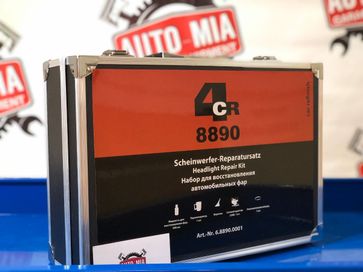 AUTO-MIA
EQUIPMENT
4CR
8890
Scheinwerfer-Reparatursatz
Headlight Repair Kit
Набор для восстановления
автомобильных фар
Art.-Nr. 6.8890.0001